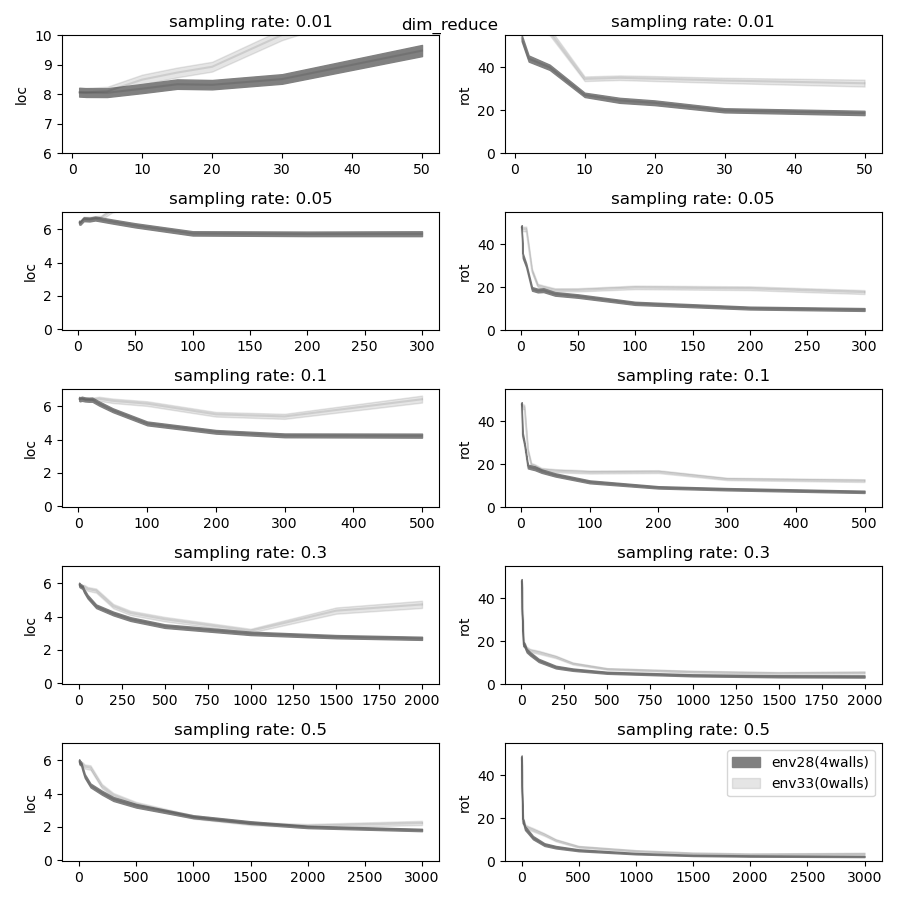 dim_reduce
sampling rate: 0.01
loc
10
9
8
7
6
0 10 20 30 40 50
sampling rate: 0.01
rot
40
20
0
0 10 20 30 40 50
sampling rate: 0.05
loc
6
4
2
0
0 50 100 150 200 250 300
sampling rate: 0.05
rot
40
20
0
0 50 100 150 200 250 300
sampling rate: 0.1
loc
6
4
2
0
0 100 200 300 400 500
sampling rate: 0.1
rot
40
20
0
0 100 200 300 400 500
sampling rate: 0.3
loc
6
4
2
0
0 250 500 750 1000 1250 1500 1750 2000
sampling rate: 0.3
rot
40
20
0
0 250 500 750 1000 1250 1500 1750 2000
sampling rate: 0.5
loc
6
4
2
0
0 500 1000 1500 2000 2500 3000
sampling rate: 0.5
rot
40
20
0
0 500 1000 1500 2000 2500 3000
env28(4walls)
env33(0walls)